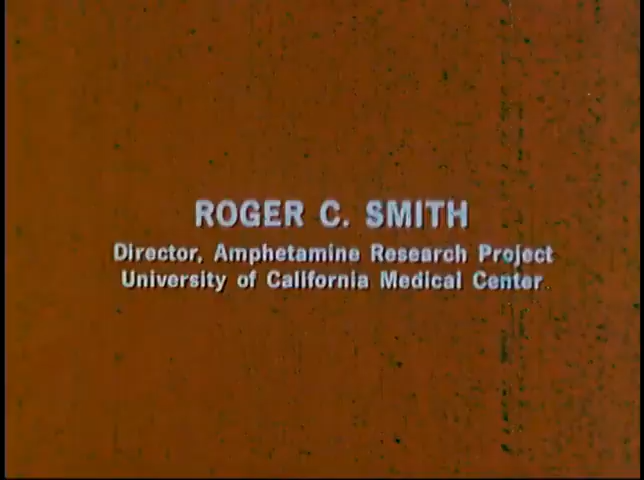 ROGER C. SMITH
Director, Amphetamine Research Project
University of California Medical Center